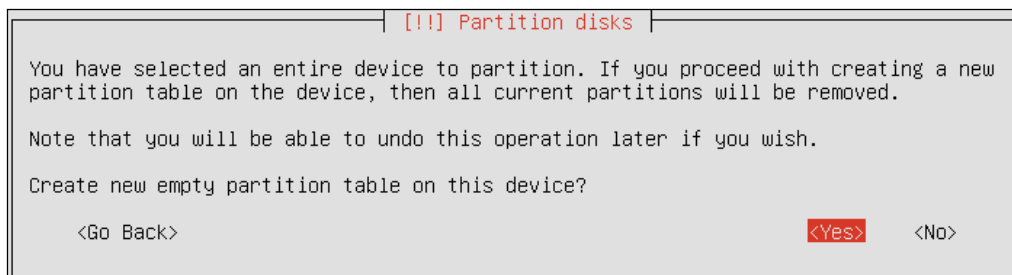 [!!] Partition disks
You have selected an entire device to partition. If you proceed with creating a new
partition table on the device, then all current partitions will be removed.
Note that you will be able to undo this operation later if you wish.
Create new empty partition table on this device?
<Go Back> <Yes> <No>